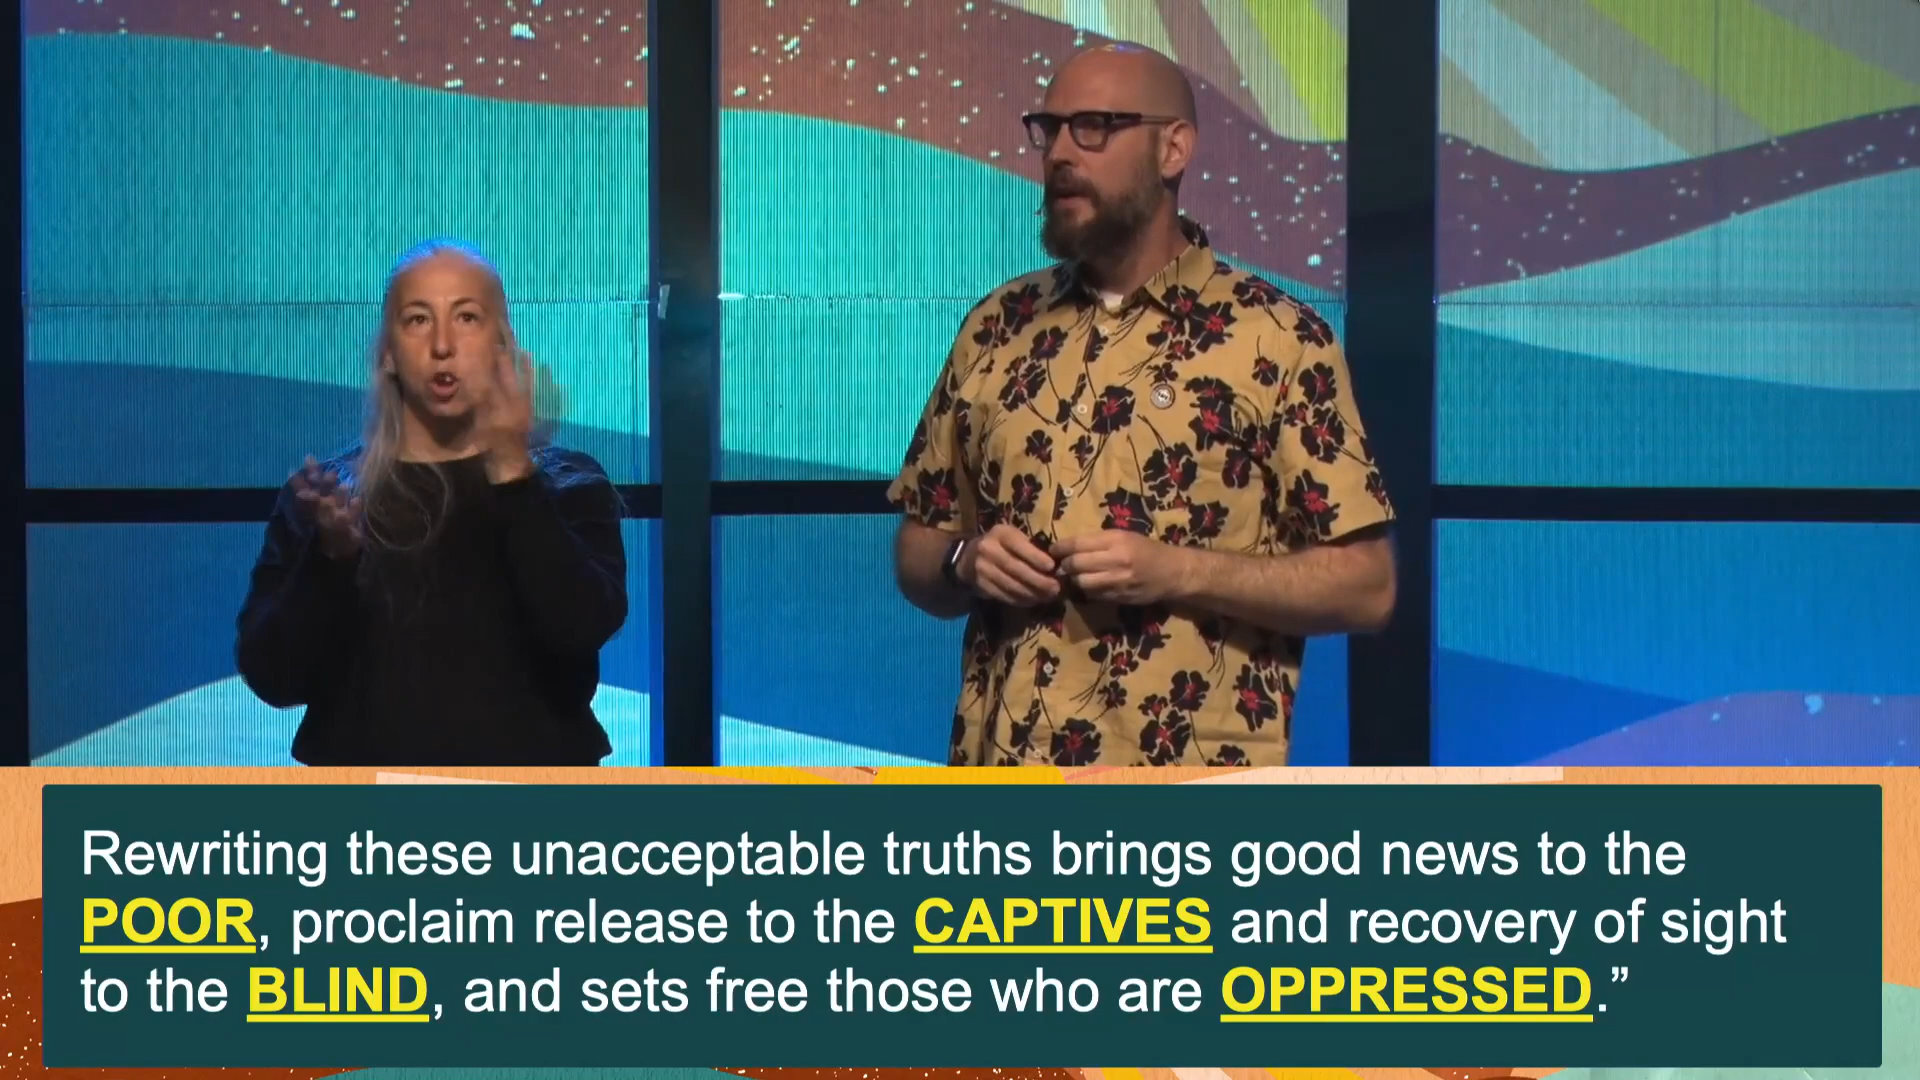 Rewriting these unacceptable truths brings good news to the
POOR, proclaim release to the CAPTIVES and recovery of sight
to the BLIND, and sets free those who are OPPRESSED.”